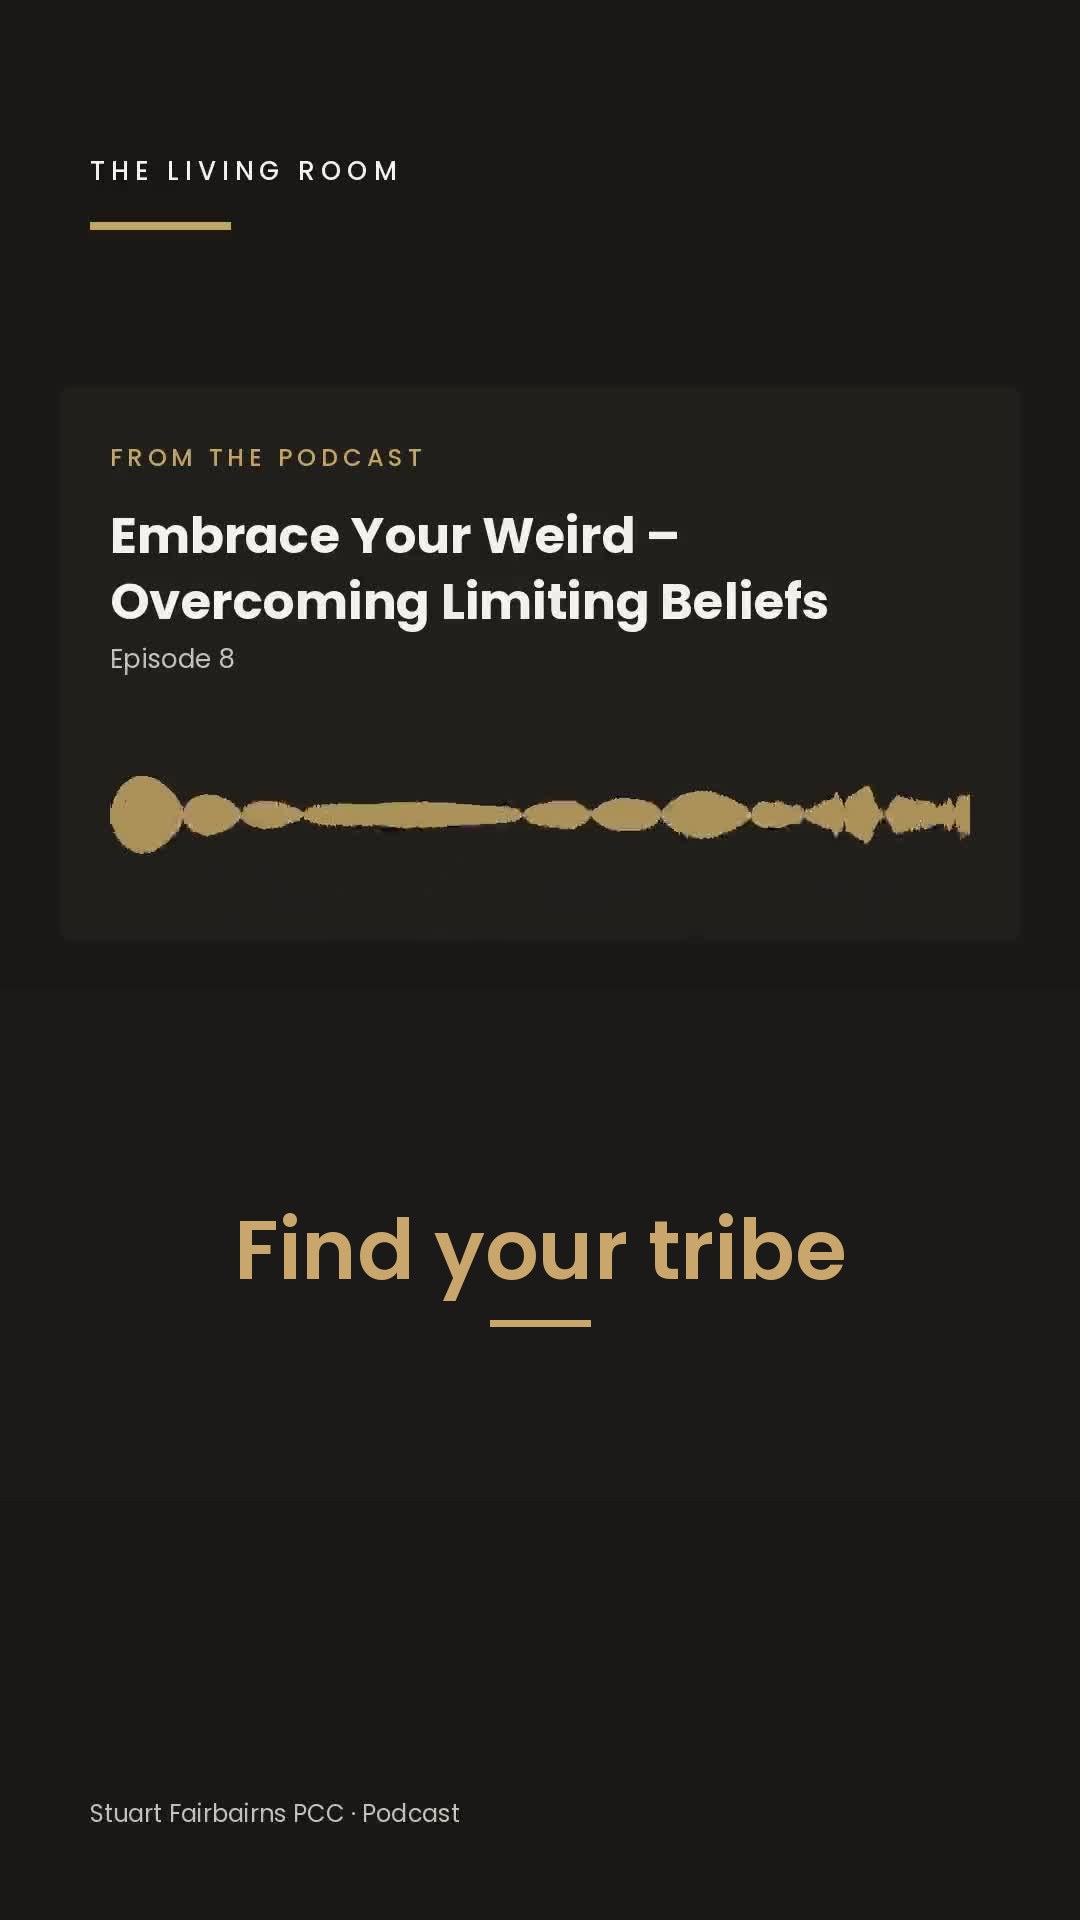 THE LIVING ROOM
FROM THE PODCAST
Embrace Your Weird –
Overcoming Limiting Beliefs
Episode 8
Find your tribe
Stuart Fairbairns PCC · Podcast